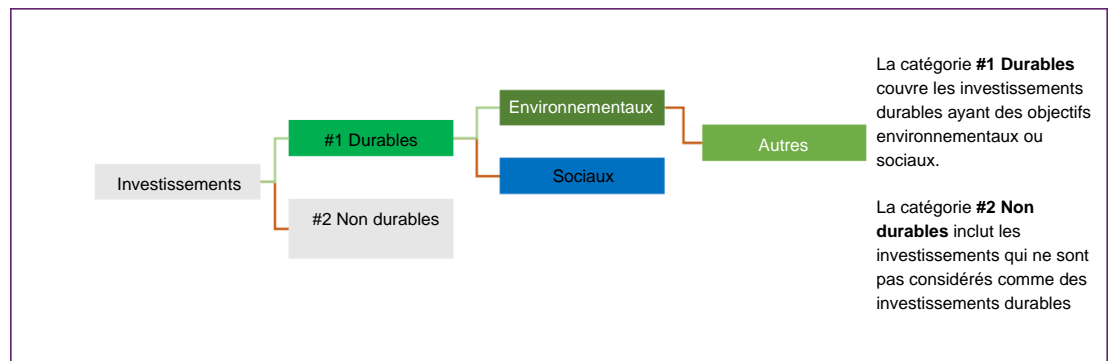 Investissements
#1 Durables
#2 Non durables
Environnementaux
Sociaux
Autres
La catégorie #1 Durables
couvre les investissements
durables ayant des objectifs
environnementaux ou
sociaux.
La catégorie #2 Non
durables inclut les
investissements qui ne sont
pas considérés comme des
investissements durables